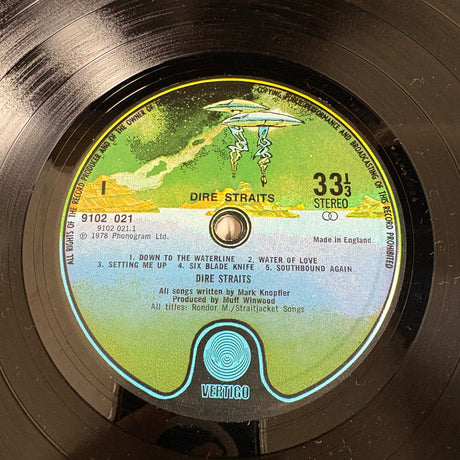 ALL RIGHTS OF THE RECORD PRODUCER AND OF THE OWNER OF
COPYING PUBLIC PERFORMANCE AND BROADCASTING OF THIS RECORD PROHIBITED
I
DIRE STRAITS
33⅓
STEREO
9102 021
9102 021.1
℗ 1978 Phonogram Ltd.
Made in England
1. DOWN TO THE WATERLINE 2. WATER OF LOVE
3. SETTING ME UP 4. SIX BLADE KNIFE 5. SOUTHBOUND AGAIN
DIRE STRAITS
All songs written by Mark Knopfler
Produced by Muff Winwood
All titles: Rondor M./Straitjacket Songs
VERTIGO